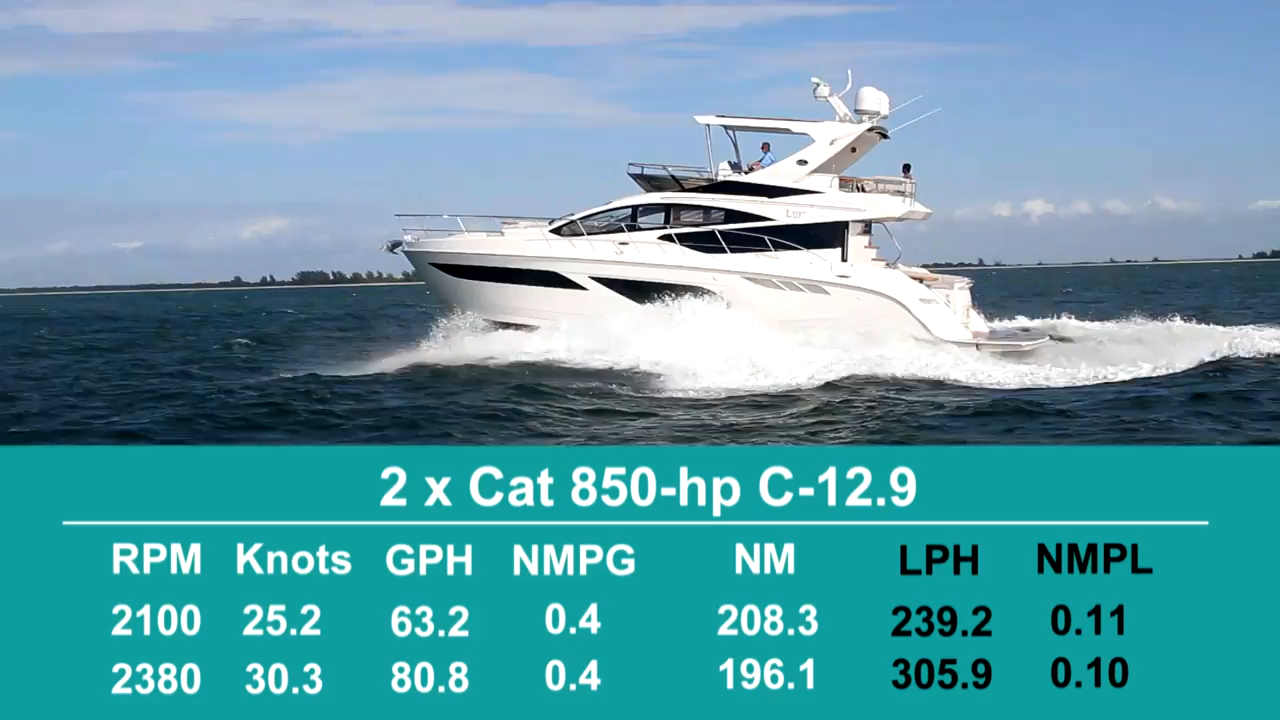 2 x Cat 850-hp C-12.9
RPM Knots GPH NMPG NM LPH NMPL
2100 25.2 63.2 0.4 208.3 239.2 0.11
2380 30.3 80.8 0.4 196.1 305.9 0.10